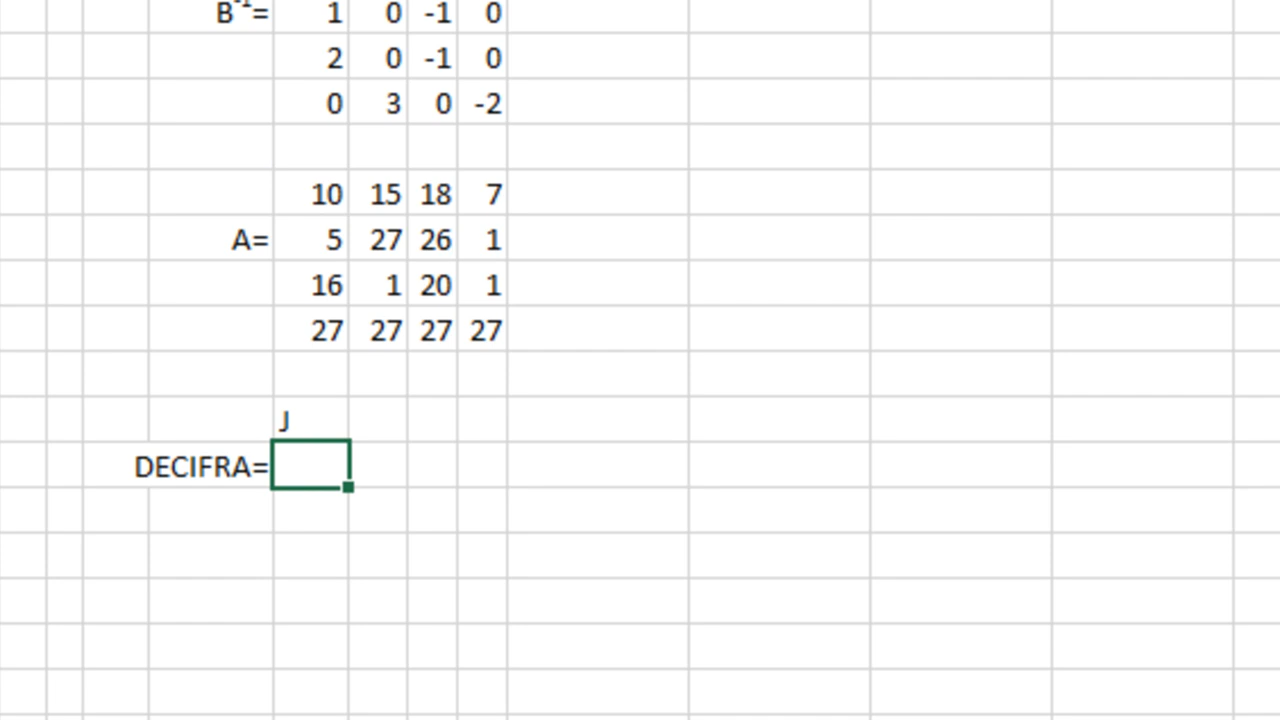 B⁻¹= 1 0 -1 0
2 0 -1 0
0 3 0 -2
10 15 18 7
A= 5 27 26 1
16 1 20 1
27 27 27 27
J
DECIFRA=